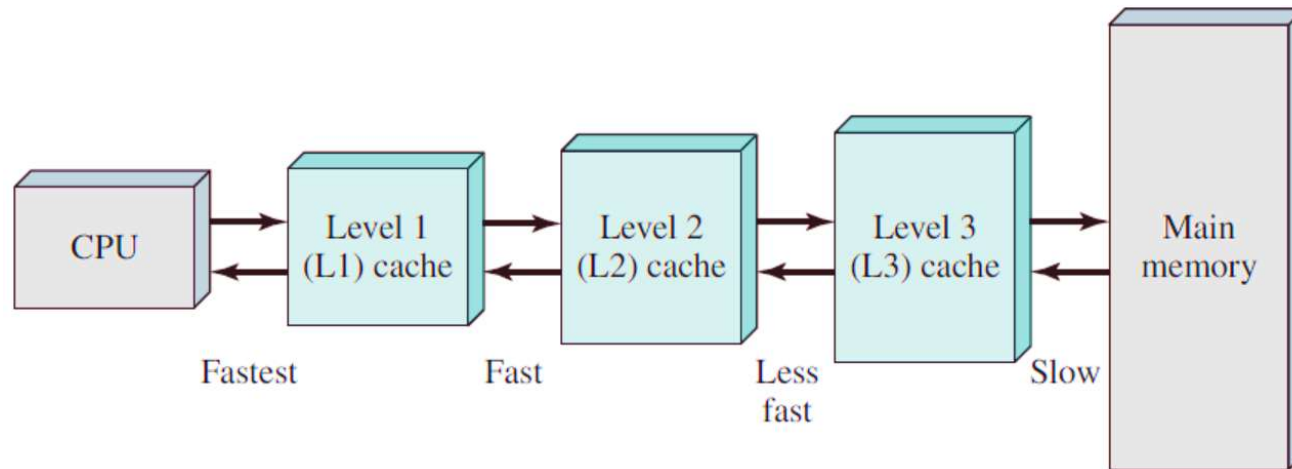 CPU
Level 1
(L1) cache
Level 2
(L2) cache
Level 3
(L3) cache
Main
memory
Fastest
Fast
Less
fast
Slow